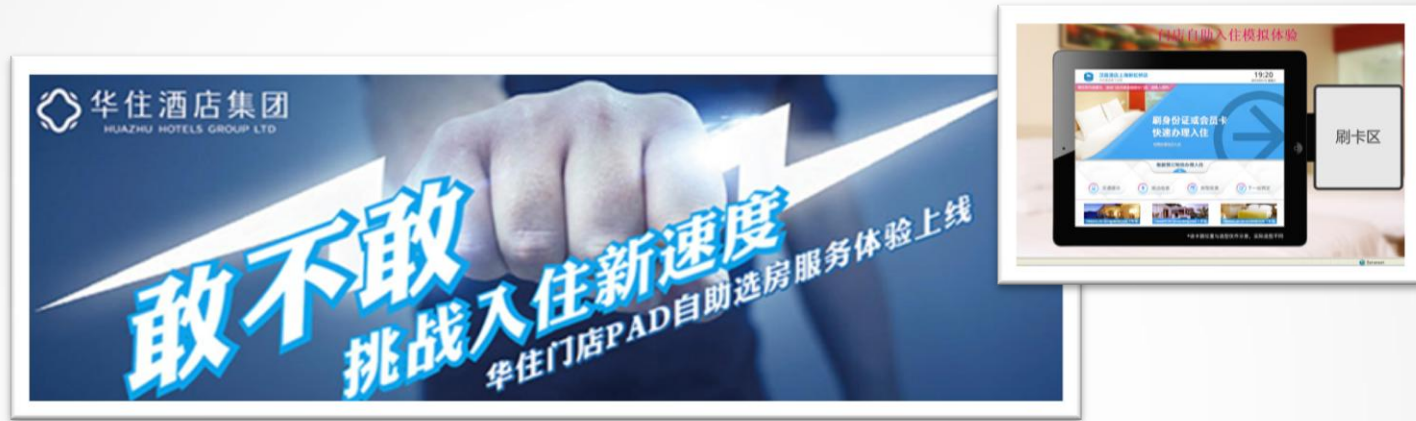 华住酒店集团
HUAZHU HOTELS GROUP LTD
敢不敢
挑战入住新速度
华住门店PAD自助选房服务体验上线
门店自助入住模拟体验
19:20
刷身份证或会员卡
快速办理入住
刷卡区